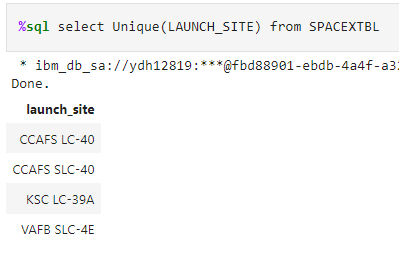 %sql select Unique(LAUNCH_SITE) from SPACEXTBL
* ibm_db_sa://ydh12819:***@fbd88901-ebdb-4a4f-a32
Done.
launch_site
CCAFS LC-40
CCAFS SLC-40
KSC LC-39A
VAFB SLC-4E